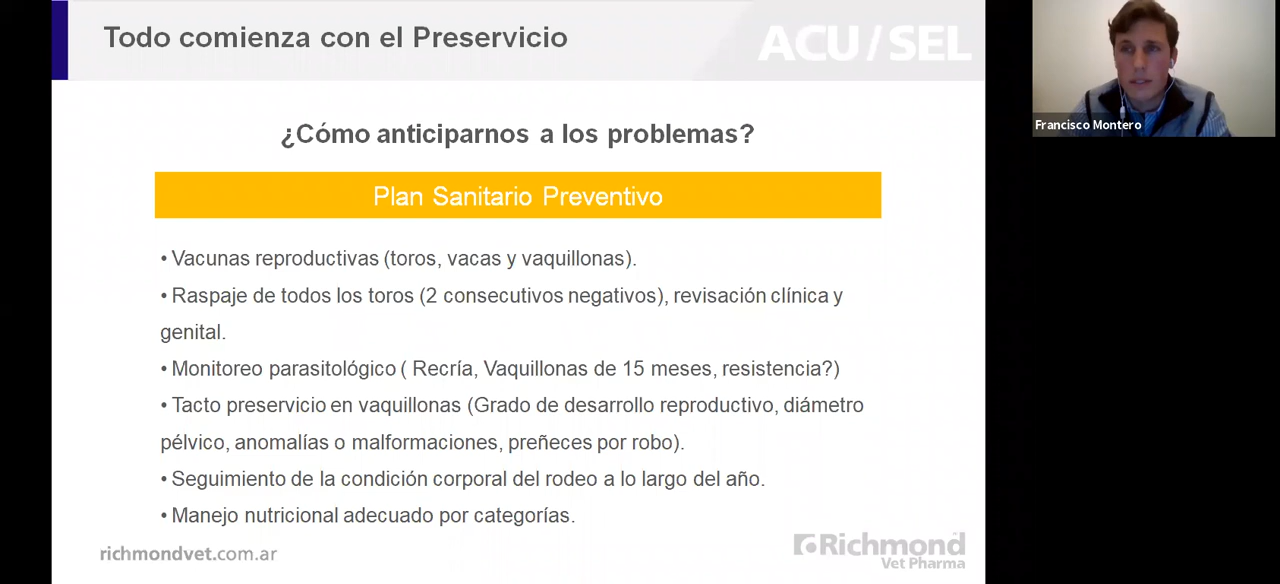 Todo comienza con el Preservicio
ACU/SEL
¿Cómo anticiparnos a los problemas?
Plan Sanitario Preventivo
• Vacunas reproductivas (toros, vacas y vaquillonas).
• Raspaje de todos los toros (2 consecutivos negativos), revisación clínica y
genital.
• Monitoreo parasitológico ( Recría, Vaquillonas de 15 meses, resistencia?)
• Tacto preservicio en vaquillonas (Grado de desarrollo reproductivo, diámetro
pélvico, anomalías o malformaciones, preñeces por robo).
• Seguimiento de la condición corporal del rodeo a lo largo del año.
• Manejo nutricional adecuado por categorías.
richmondvet.com.ar
Richmond
Vet Pharma
Francisco Montero